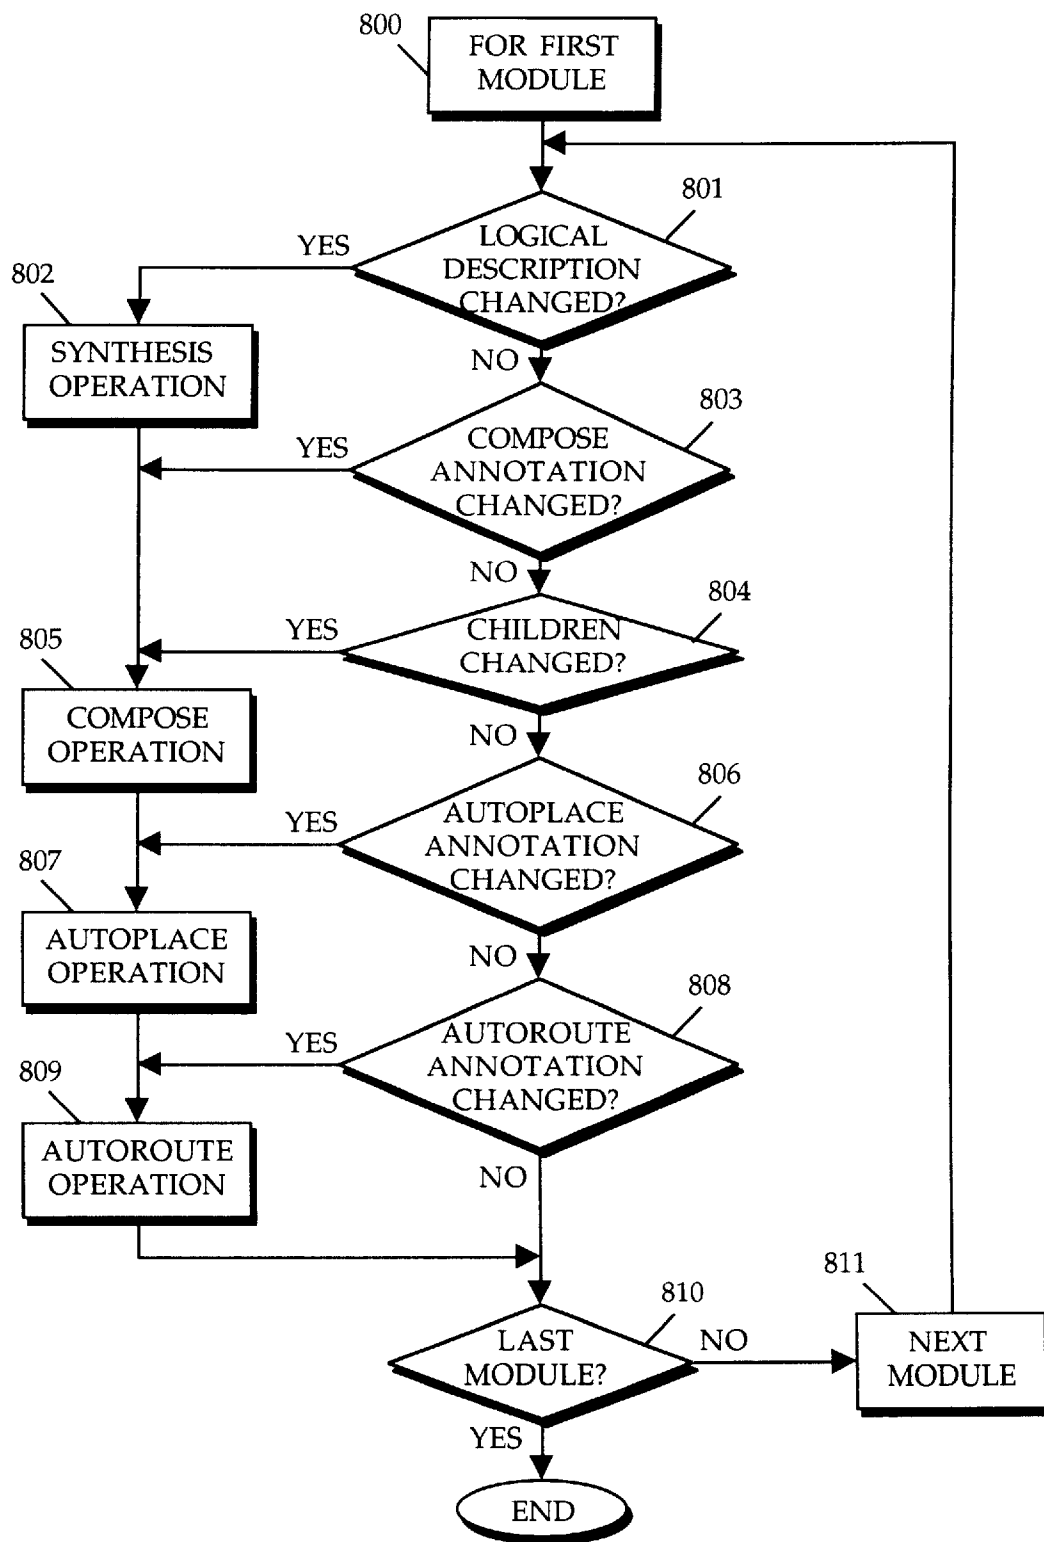 800
FOR FIRST
MODULE
801
LOGICAL
DESCRIPTION
CHANGED?
YES
802
SYNTHESIS
OPERATION
NO
803
COMPOSE
ANNOTATION
CHANGED?
YES
NO
804
CHILDREN
CHANGED?
YES
805
COMPOSE
OPERATION
NO
806
AUTOPLACE
ANNOTATION
CHANGED?
YES
807
AUTOPLACE
OPERATION
NO
808
AUTOROUTE
ANNOTATION
CHANGED?
YES
809
AUTOROUTE
OPERATION
NO
810
LAST
MODULE?
NO
811
NEXT
MODULE
YES
END